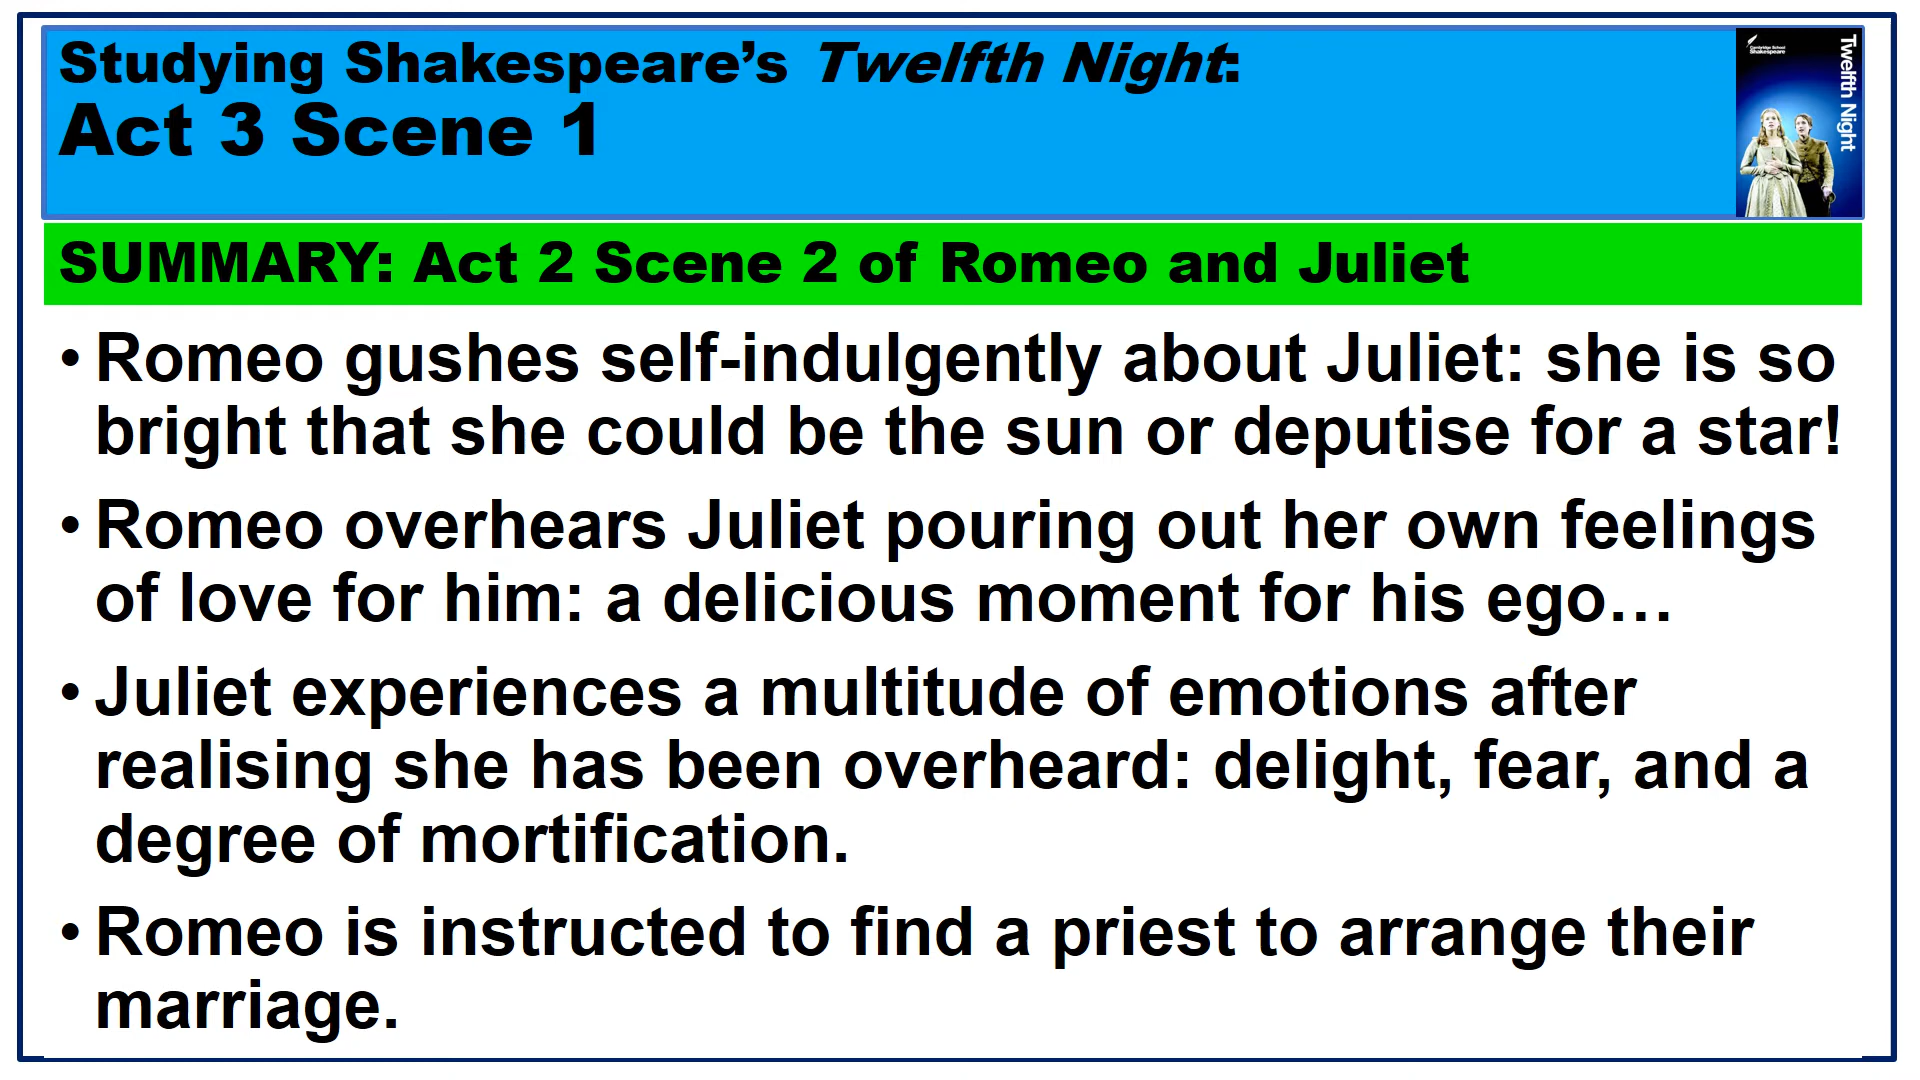 Studying Shakespeare’s Twelfth Night:
Act 3 Scene 1
Cambridge School
Shakespeare
Twelfth Night
SUMMARY: Act 2 Scene 2 of Romeo and Juliet
• Romeo gushes self-indulgently about Juliet: she is so
bright that she could be the sun or deputise for a star!
• Romeo overhears Juliet pouring out her own feelings
of love for him: a delicious moment for his ego…
• Juliet experiences a multitude of emotions after
realising she has been overheard: delight, fear, and a
degree of mortification.
• Romeo is instructed to find a priest to arrange their
marriage.